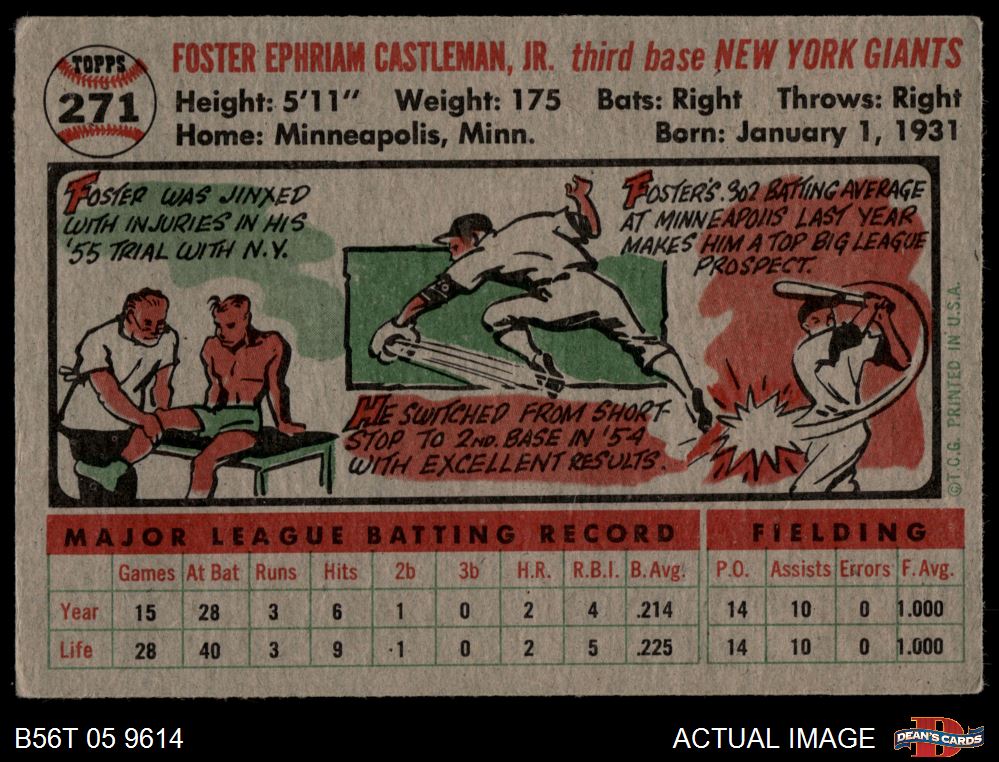 TOPPS
271
FOSTER EPHRIAM CASTLEMAN, JR. third base NEW YORK GIANTS
Height: 5'11" Weight: 175 Bats: Right Throws: Right
Home: Minneapolis, Minn. Born: January 1, 1931
FOSTER WAS JINXED
WITH INJURIES IN HIS
'55 TRIAL WITH N.Y.
HE SWITCHED FROM SHORT-
STOP TO 2ND. BASE IN '54
WITH EXCELLENT RESULTS.
FOSTER'S .302 BATTING AVERAGE
AT MINNEAPOLIS LAST YEAR
MAKES HIM A TOP BIG LEAGUE
PROSPECT.
©T.C.G. PRINTED IN U.S.A.
MAJOR LEAGUE BATTING RECORD FIELDING
Games At Bat Runs Hits 2b 3b H.R. R.B.I. B.Avg. P.O. Assists Errors F.Avg.
Year 15 28 3 6 1 0 2 4 .214 14 10 0 1.000
Life 28 40 3 9 1 0 2 5 .225 14 10 0 1.000
B56T 05 9614 ACTUAL IMAGE DEAN'S CARDS